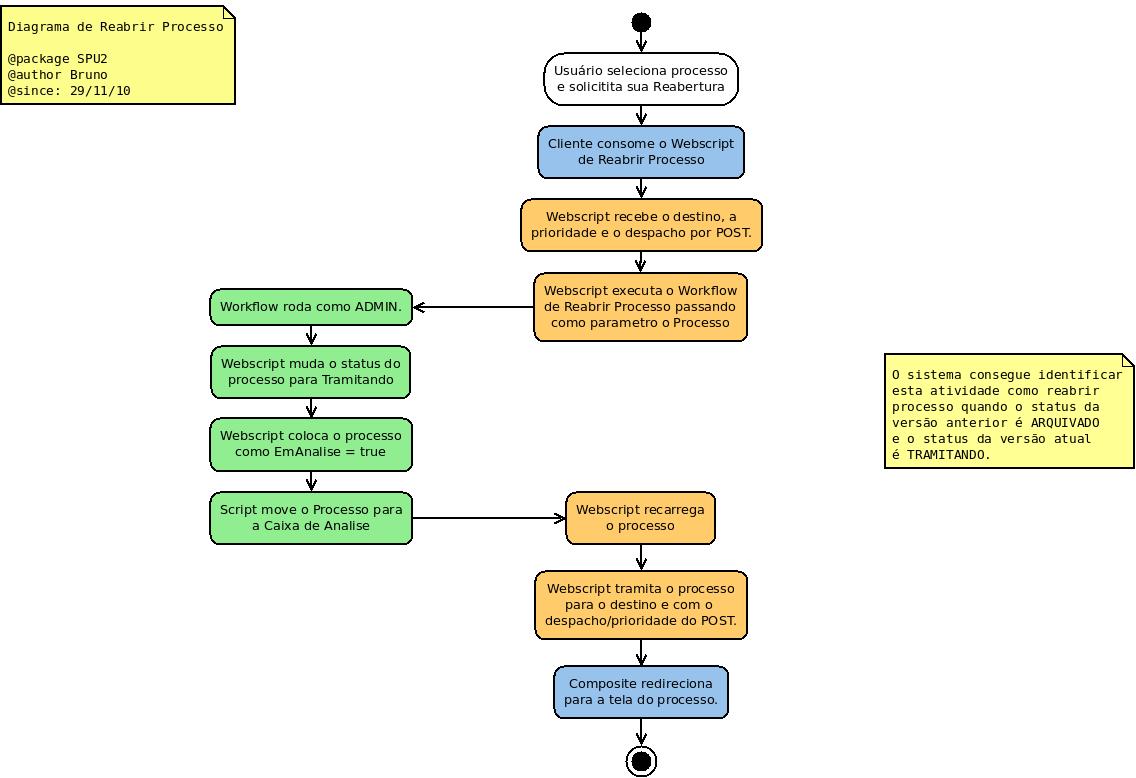 Diagrama de Reabrir Processo
@package SPU2
@author Bruno
@since: 29/11/10
Usuário seleciona processo
e solicitita sua Reabertura
Cliente consome o Webscript
de Reabrir Processo
Webscript recebe o destino, a
prioridade e o despacho por POST.
Webscript executa o Workflow
de Reabrir Processo passando
como parametro o Processo
Workflow roda como ADMIN.
Webscript muda o status do
processo para Tramitando
Webscript coloca o processo
como EmAnalise = true
Script move o Processo para
a Caixa de Analise
O sistema consegue identificar
esta atividade como reabrir
processo quando o status da
versão anterior é ARQUIVADO
e o status da versão atual
é TRAMITANDO.
Webscript recarrega
o processo
Webscript tramita o processo
para o destino e com o
despacho/prioridade do POST.
Composite redireciona
para a tela do processo.